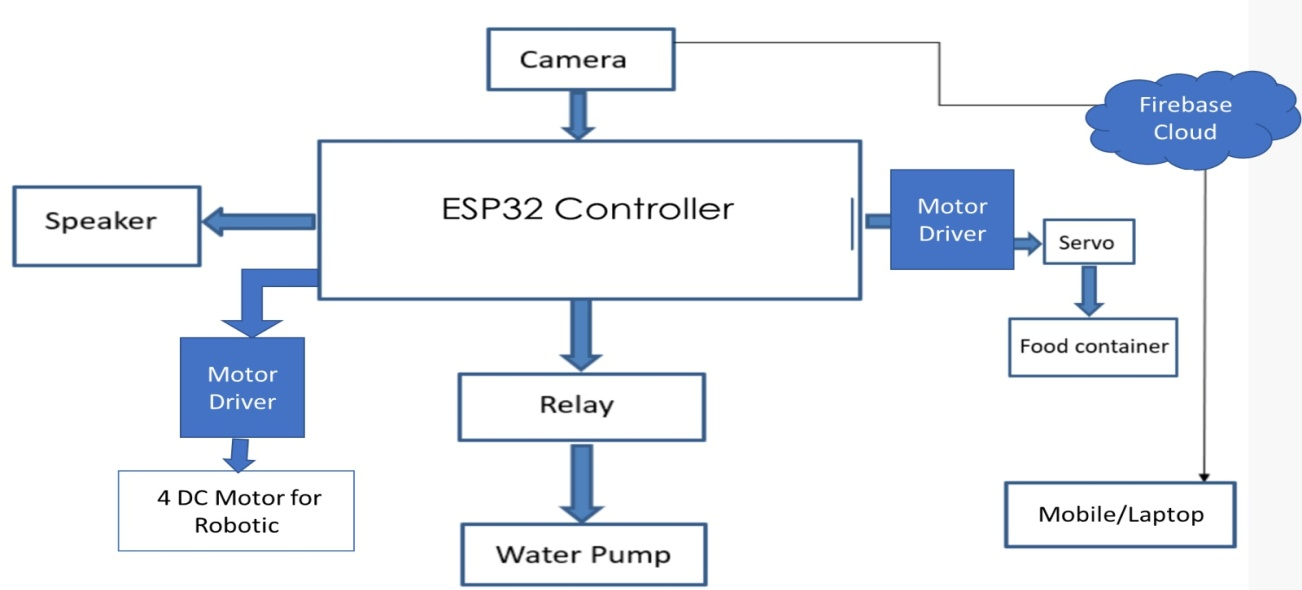 Camera
Firebase
Cloud
Speaker
ESP32 Controller
Motor
Driver
Servo
Food container
Motor
Driver
Relay
4 DC Motor for
Robotic
Water Pump
Mobile/Laptop